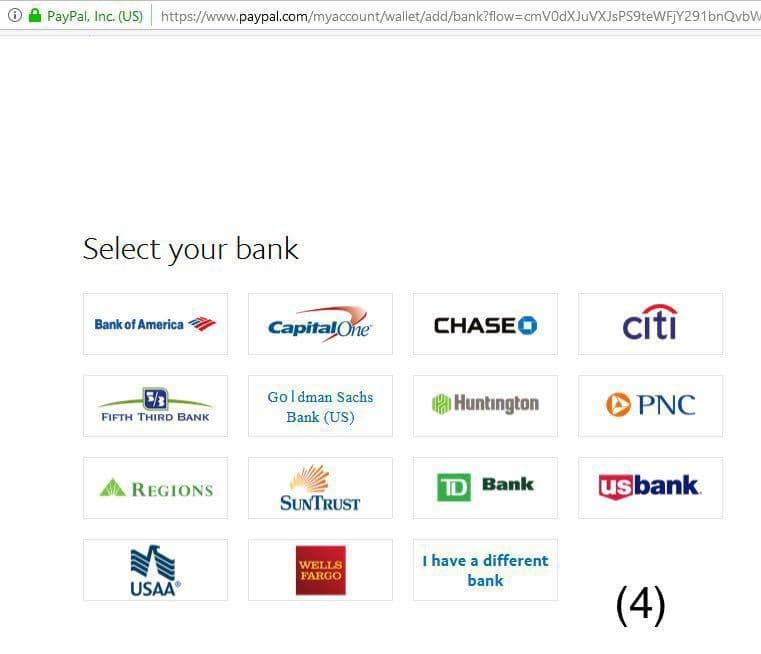 PayPal, Inc. (US) https://www.paypal.com/myaccount/wallet/add/bank?flow=cmV0dXJuVXJsPS9teWFjY291bnQvbW
Select your bank
Bank of America CapitalOne CHASE citi
FIFTH THIRD BANK Goldman Sachs Bank (US) Huntington PNC
REGIONS SUNTRUST TD Bank usbank.
USAA® WELLS FARGO I have a different bank
(4)